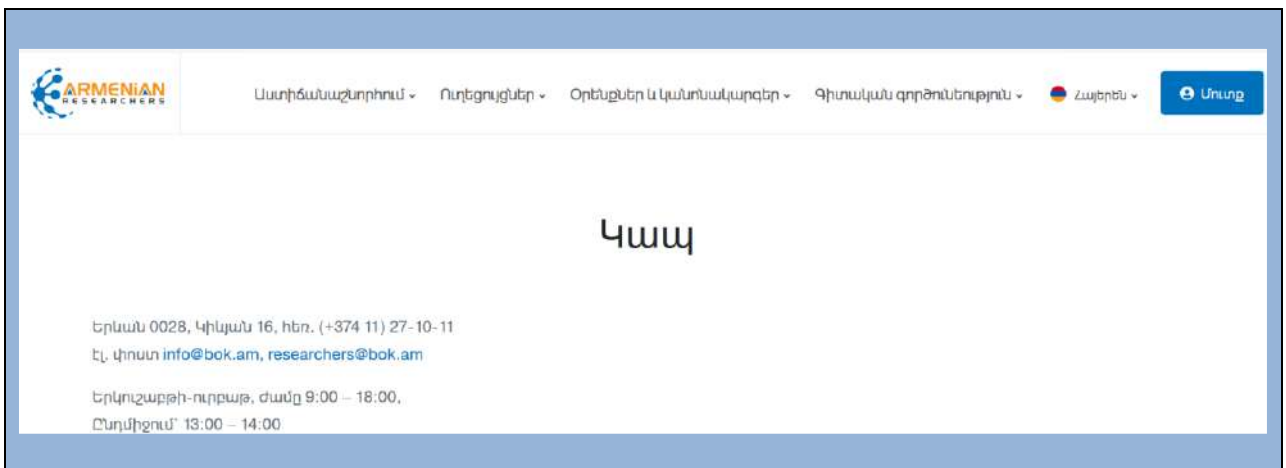 ARMENIAN
RESEARCHERS
Աստիճանաշնորհում Ուղեցույցներ Օրենքներ և կանոնակարգեր Գիտական գործունեություն Հայերեն Մուտք
Կապ
Երևան 0028, Կիևյան 16, հեռ. (+374 11) 27-10-11
էլ. փոստ info@bok.am, researchers@bok.am
Երկուշաբթի-ուրբաթ, ժամը 9:00 – 18:00,
Ընդմիջում՝ 13:00 – 14:00